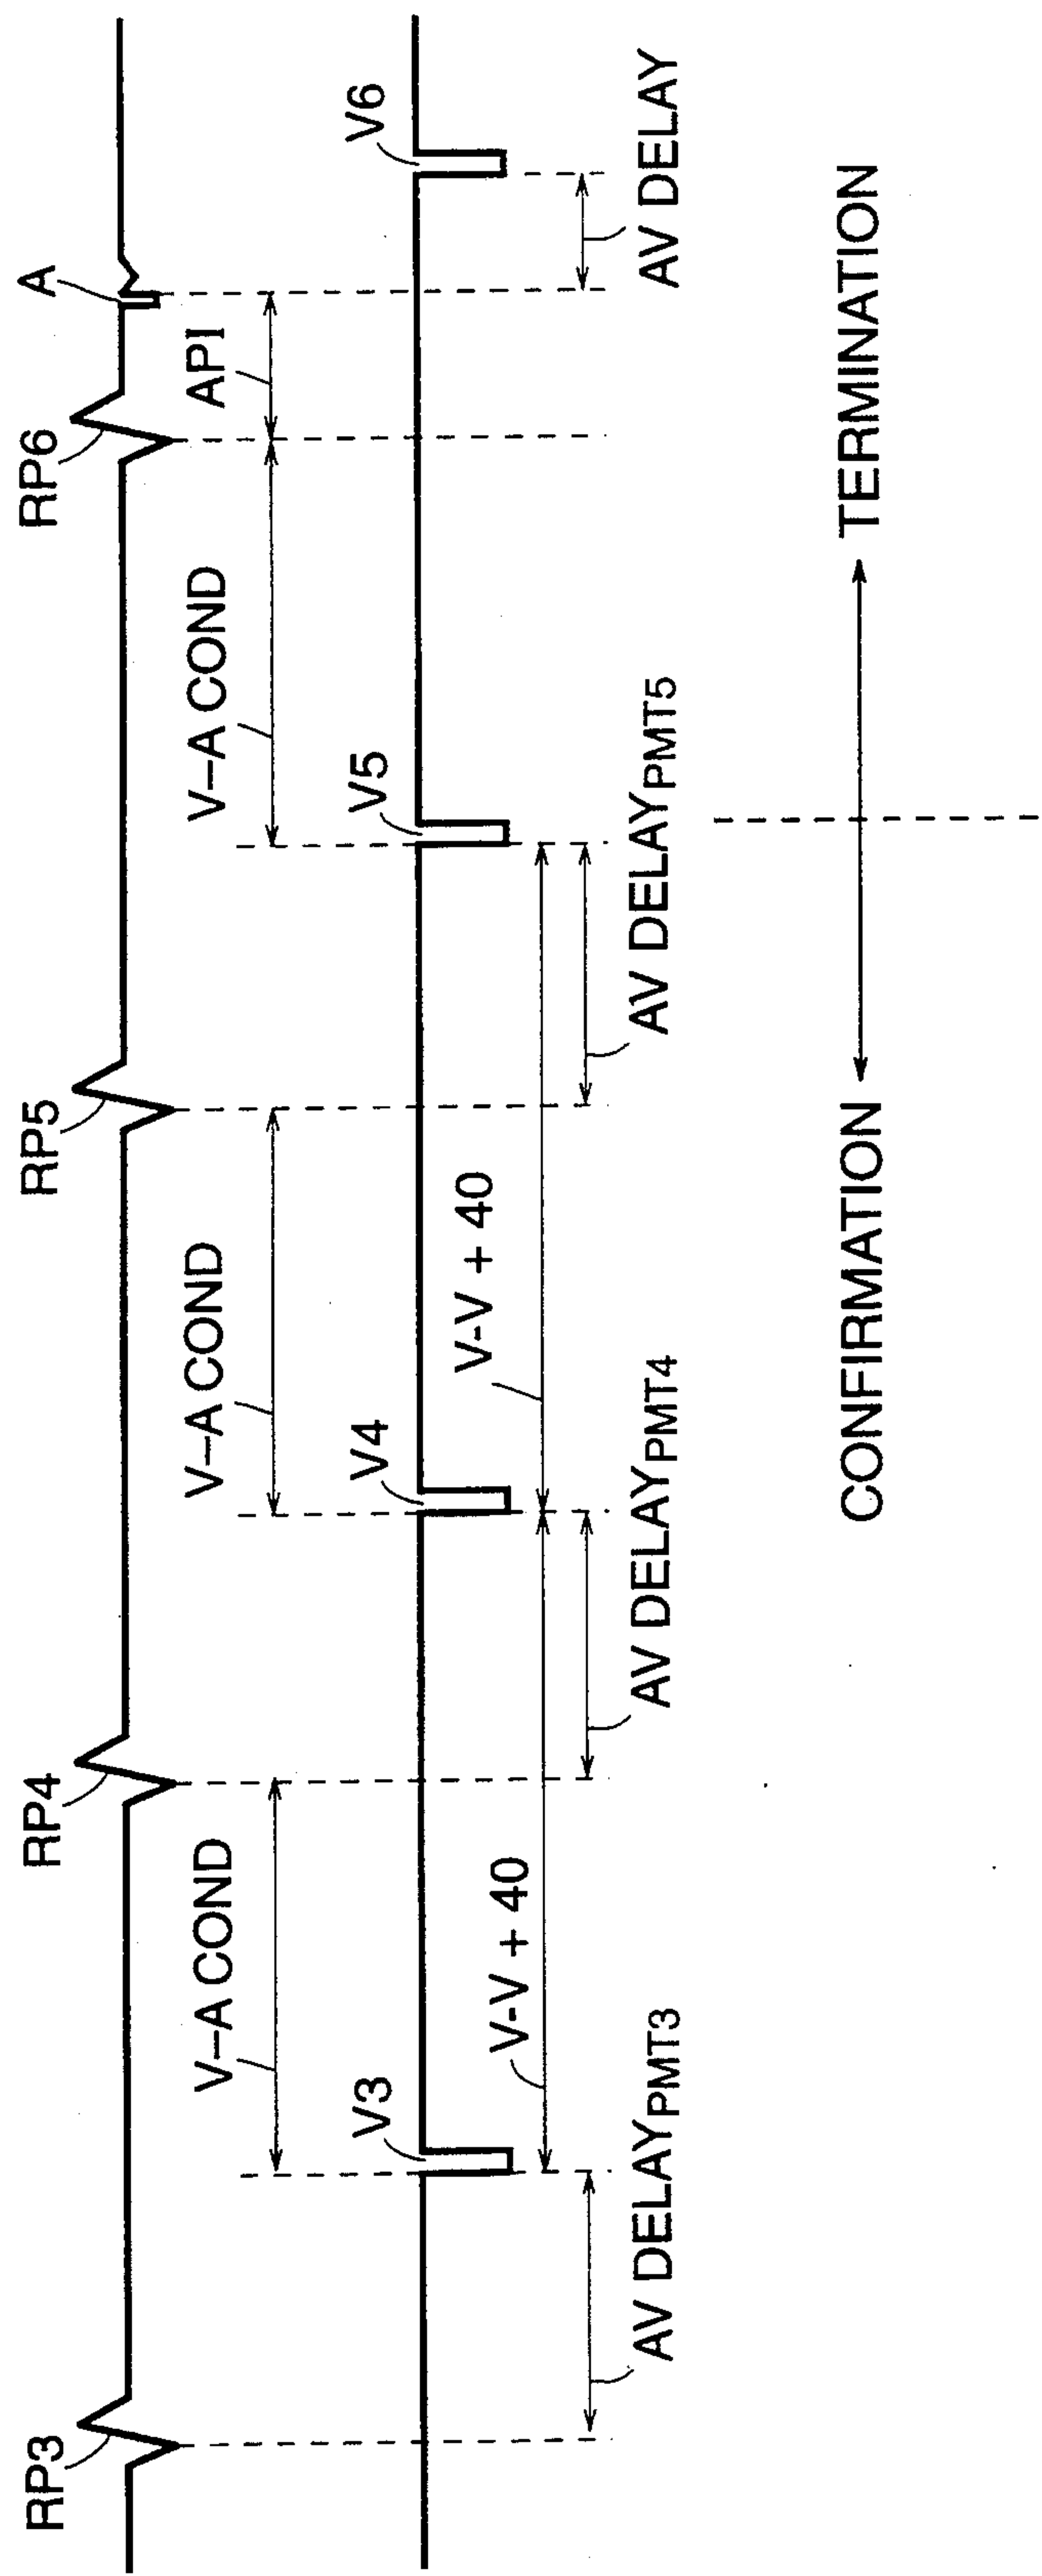 RP3
RP4
RP5
RP6
A
V–A COND
V–A COND
V–A COND
API
V3
V4
V5
V6
V-V + 40
V-V + 40
AV DELAYPMT3
AV DELAYPMT4
AV DELAYPMT5
AV DELAY
CONFIRMATION
TERMINATION